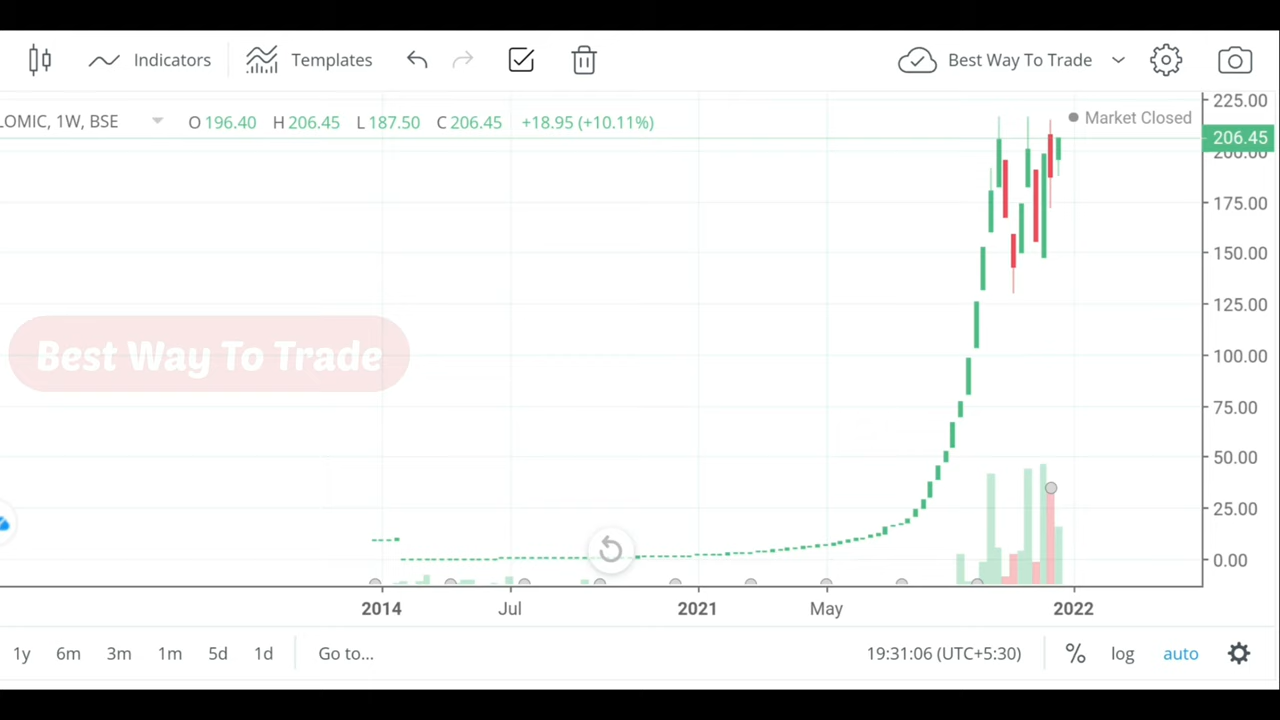 Indicators Templates Best Way To Trade
LOMIC, 1W, BSE O 196.40 H 206.45 L 187.50 C 206.45 +18.95 (+10.11%)
Market Closed
225.00
206.45
200.00
175.00
150.00
125.00
Best Way To Trade
100.00
75.00
50.00
25.00
0.00
2014 Jul 2021 May 2022
1y 6m 3m 1m 5d 1d Go to... 19:31:06 (UTC+5:30) % log auto